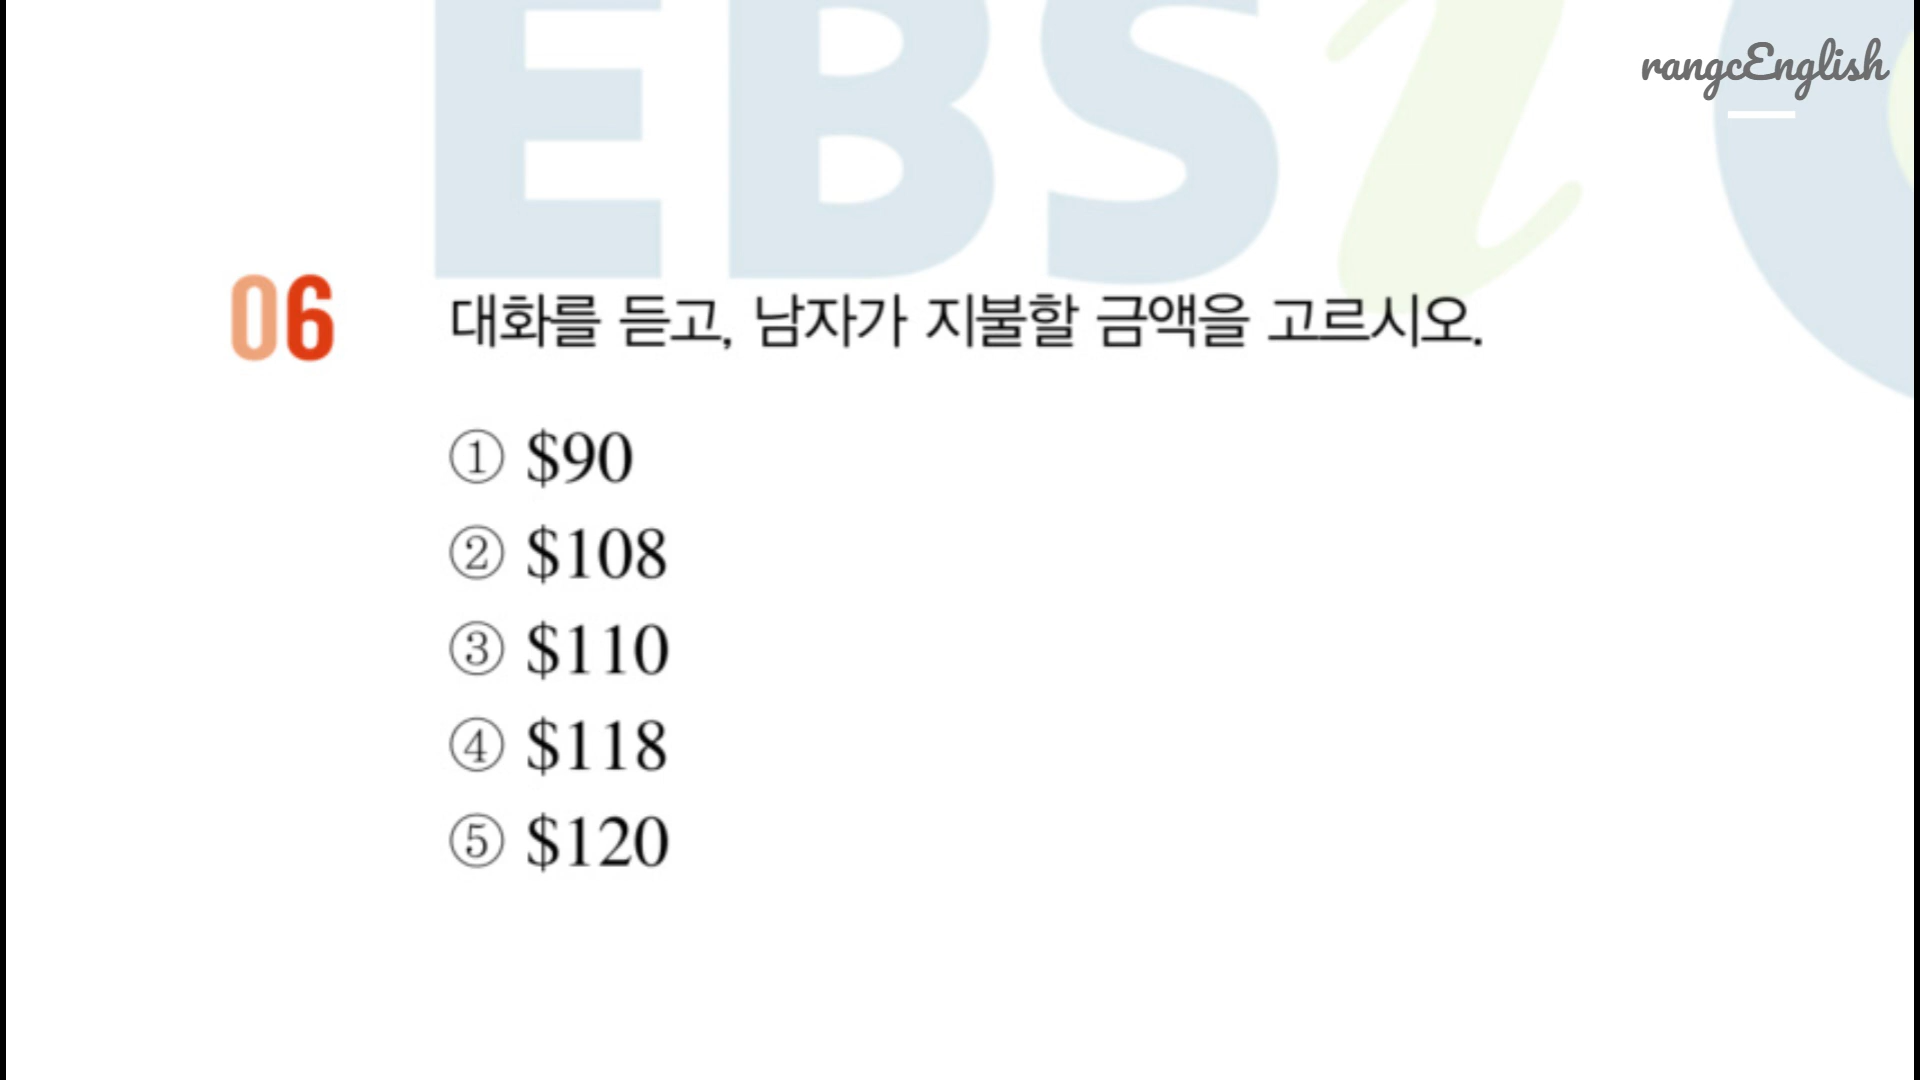 EBSi
rangcEnglish
06 대화를 듣고, 남자가 지불할 금액을 고르시오.
① $90
② $108
③ $110
④ $118
⑤ $120